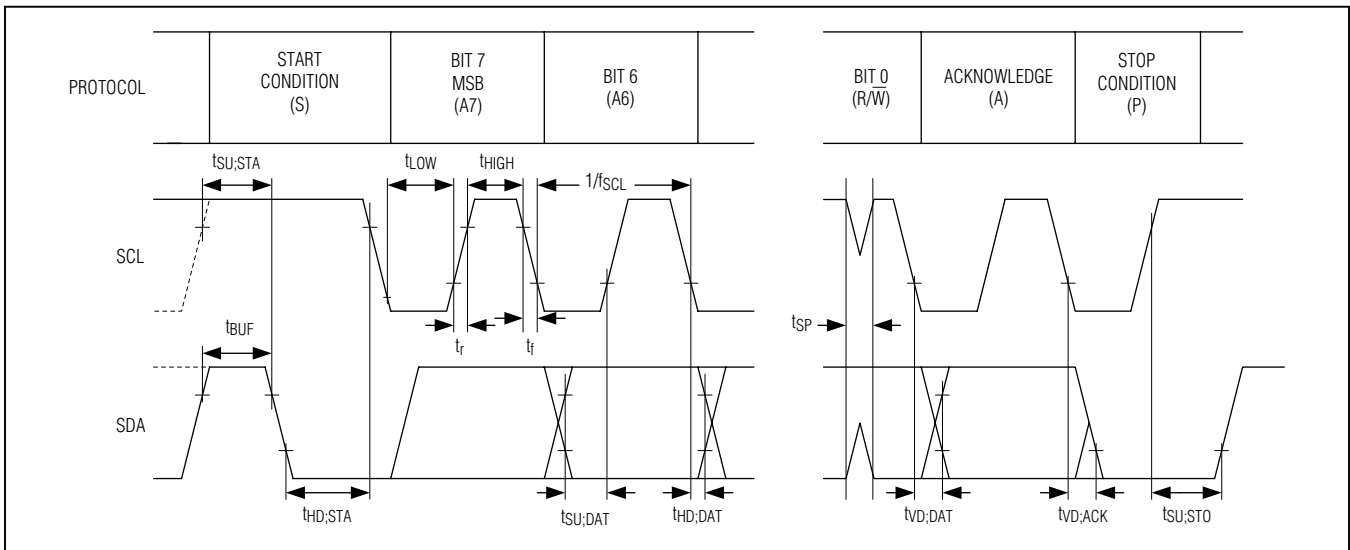 PROTOCOL
START
CONDITION
(S)
BIT 7
MSB
(A7)
BIT 6
(A6)
BIT 0
(R/W̅)
ACKNOWLEDGE
(A)
STOP
CONDITION
(P)
tSU;STA
tLOW
tHIGH
1/fSCL
SCL
tBUF
tr
tf
tSP
SDA
tHD;STA
tSU;DAT
tHD;DAT
tVD;DAT
tVD;ACK
tSU;STO